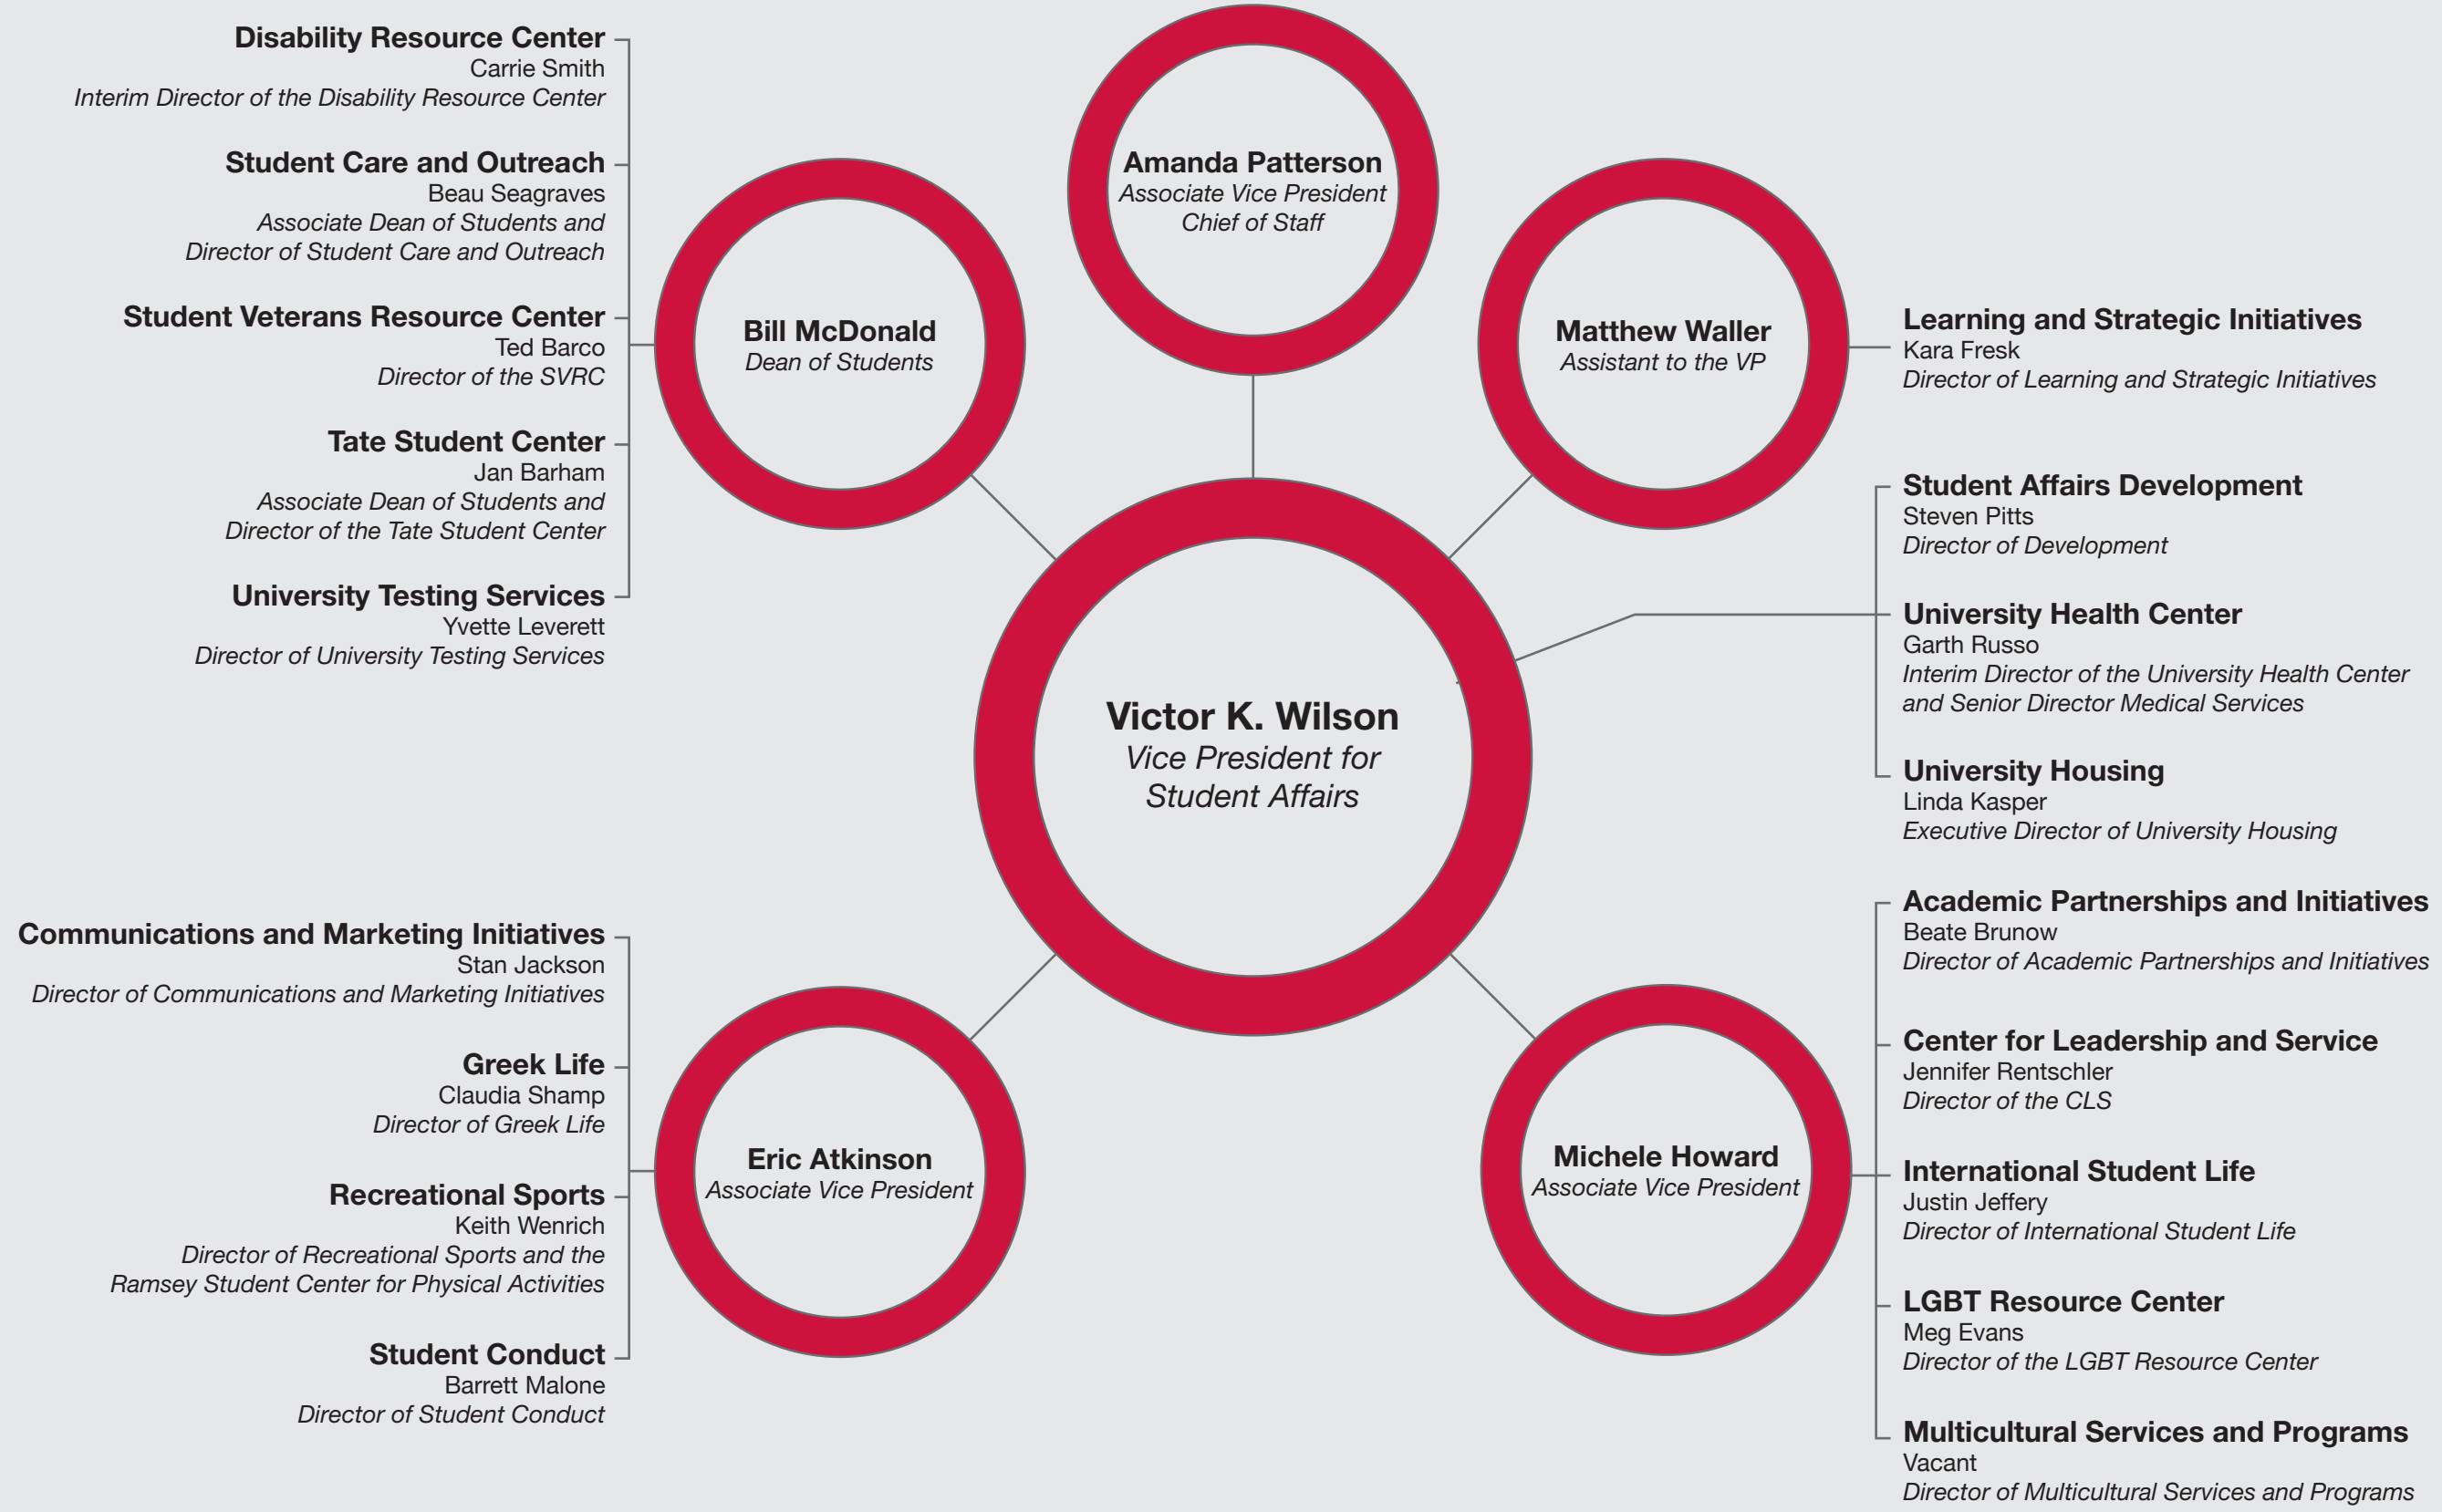 Disability Resource Center
Carrie Smith
Interim Director of the Disability Resource Center
Student Care and Outreach
Beau Seagraves
Associate Dean of Students and
Director of Student Care and Outreach
Student Veterans Resource Center
Ted Barco
Director of the SVRC
Tate Student Center
Jan Barham
Associate Dean of Students and
Director of the Tate Student Center
University Testing Services
Yvette Leverett
Director of University Testing Services
Bill McDonald
Dean of Students
Amanda Patterson
Associate Vice President
Chief of Staff
Matthew Waller
Assistant to the VP
Learning and Strategic Initiatives
Kara Fresk
Director of Learning and Strategic Initiatives
Student Affairs Development
Steven Pitts
Director of Development
University Health Center
Garth Russo
Interim Director of the University Health Center
and Senior Director Medical Services
University Housing
Linda Kasper
Executive Director of University Housing
Victor K. Wilson
Vice President for
Student Affairs
Communications and Marketing Initiatives
Stan Jackson
Director of Communications and Marketing Initiatives
Greek Life
Claudia Shamp
Director of Greek Life
Recreational Sports
Keith Wenrich
Director of Recreational Sports and the
Ramsey Student Center for Physical Activities
Student Conduct
Barrett Malone
Director of Student Conduct
Eric Atkinson
Associate Vice President
Michele Howard
Associate Vice President
Academic Partnerships and Initiatives
Beate Brunow
Director of Academic Partnerships and Initiatives
Center for Leadership and Service
Jennifer Rentschler
Director of the CLS
International Student Life
Justin Jeffery
Director of International Student Life
LGBT Resource Center
Meg Evans
Director of the LGBT Resource Center
Multicultural Services and Programs
Vacant
Director of Multicultural Services and Programs